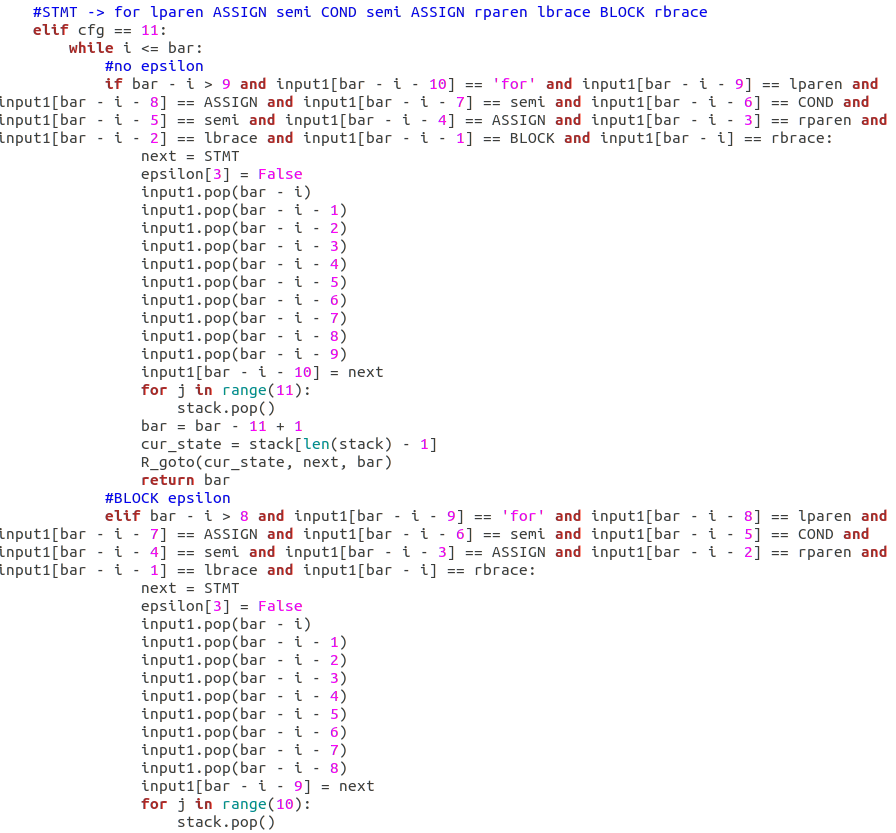 #STMT -> for lparen ASSIGN semi COND semi ASSIGN rparen lbrace BLOCK rbrace
    elif cfg == 11:
        while i <= bar:
            #no epsilon
            if bar - i > 9 and input1[bar - i - 10] == 'for' and input1[bar - i - 9] == lparen and
input1[bar - i - 8] == ASSIGN and input1[bar - i - 7] == semi and input1[bar - i - 6] == COND and
input1[bar - i - 5] == semi and input1[bar - i - 4] == ASSIGN and input1[bar - i - 3] == rparen and
input1[bar - i - 2] == lbrace and input1[bar - i - 1] == BLOCK and input1[bar - i] == rbrace:
                next = STMT
                epsilon[3] = False
                input1.pop(bar - i)
                input1.pop(bar - i - 1)
                input1.pop(bar - i - 2)
                input1.pop(bar - i - 3)
                input1.pop(bar - i - 4)
                input1.pop(bar - i - 5)
                input1.pop(bar - i - 6)
                input1.pop(bar - i - 7)
                input1.pop(bar - i - 8)
                input1.pop(bar - i - 9)
                input1[bar - i - 10] = next
                for j in range(11):
                    stack.pop()
                bar = bar - 11 + 1
                cur_state = stack[len(stack) - 1]
                R_goto(cur_state, next, bar)
                return bar
            #BLOCK epsilon
            elif bar - i > 8 and input1[bar - i - 9] == 'for' and input1[bar - i - 8] == lparen and
input1[bar - i - 7] == ASSIGN and input1[bar - i - 6] == semi and input1[bar - i - 5] == COND and
input1[bar - i - 4] == semi and input1[bar - i - 3] == ASSIGN and input1[bar - i - 2] == rparen and
input1[bar - i - 1] == lbrace and input1[bar - i] == rbrace:
                next = STMT
                epsilon[3] = False
                input1.pop(bar - i)
                input1.pop(bar - i - 1)
                input1.pop(bar - i - 2)
                input1.pop(bar - i - 3)
                input1.pop(bar - i - 4)
                input1.pop(bar - i - 5)
                input1.pop(bar - i - 6)
                input1.pop(bar - i - 7)
                input1.pop(bar - i - 8)
                input1[bar - i - 9] = next
                for j in range(10):
                    stack.pop()